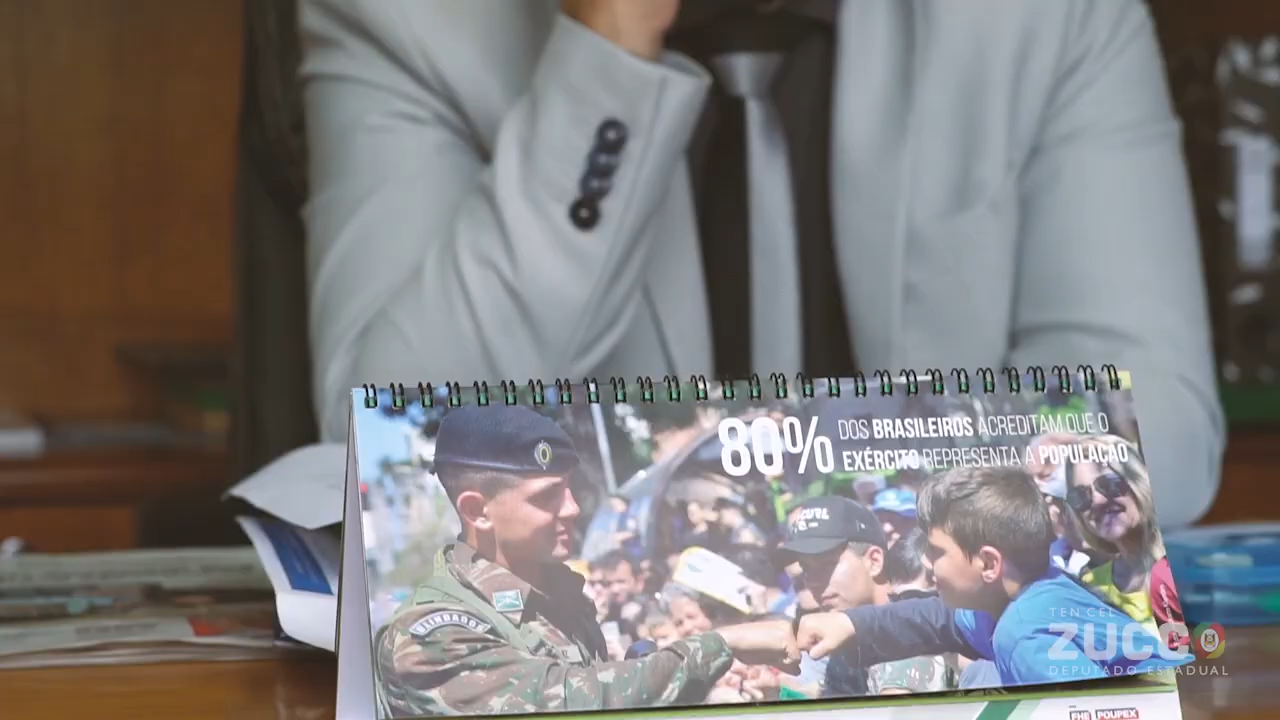 80%
DOS BRASILEIROS ACREDITAM QUE O
EXÉRCITO REPRESENTA A POPULAÇÃO
BLINDADOS
TEN CEL
ZUCCO
DEPUTADO ESTADUAL
FHE POUPEX